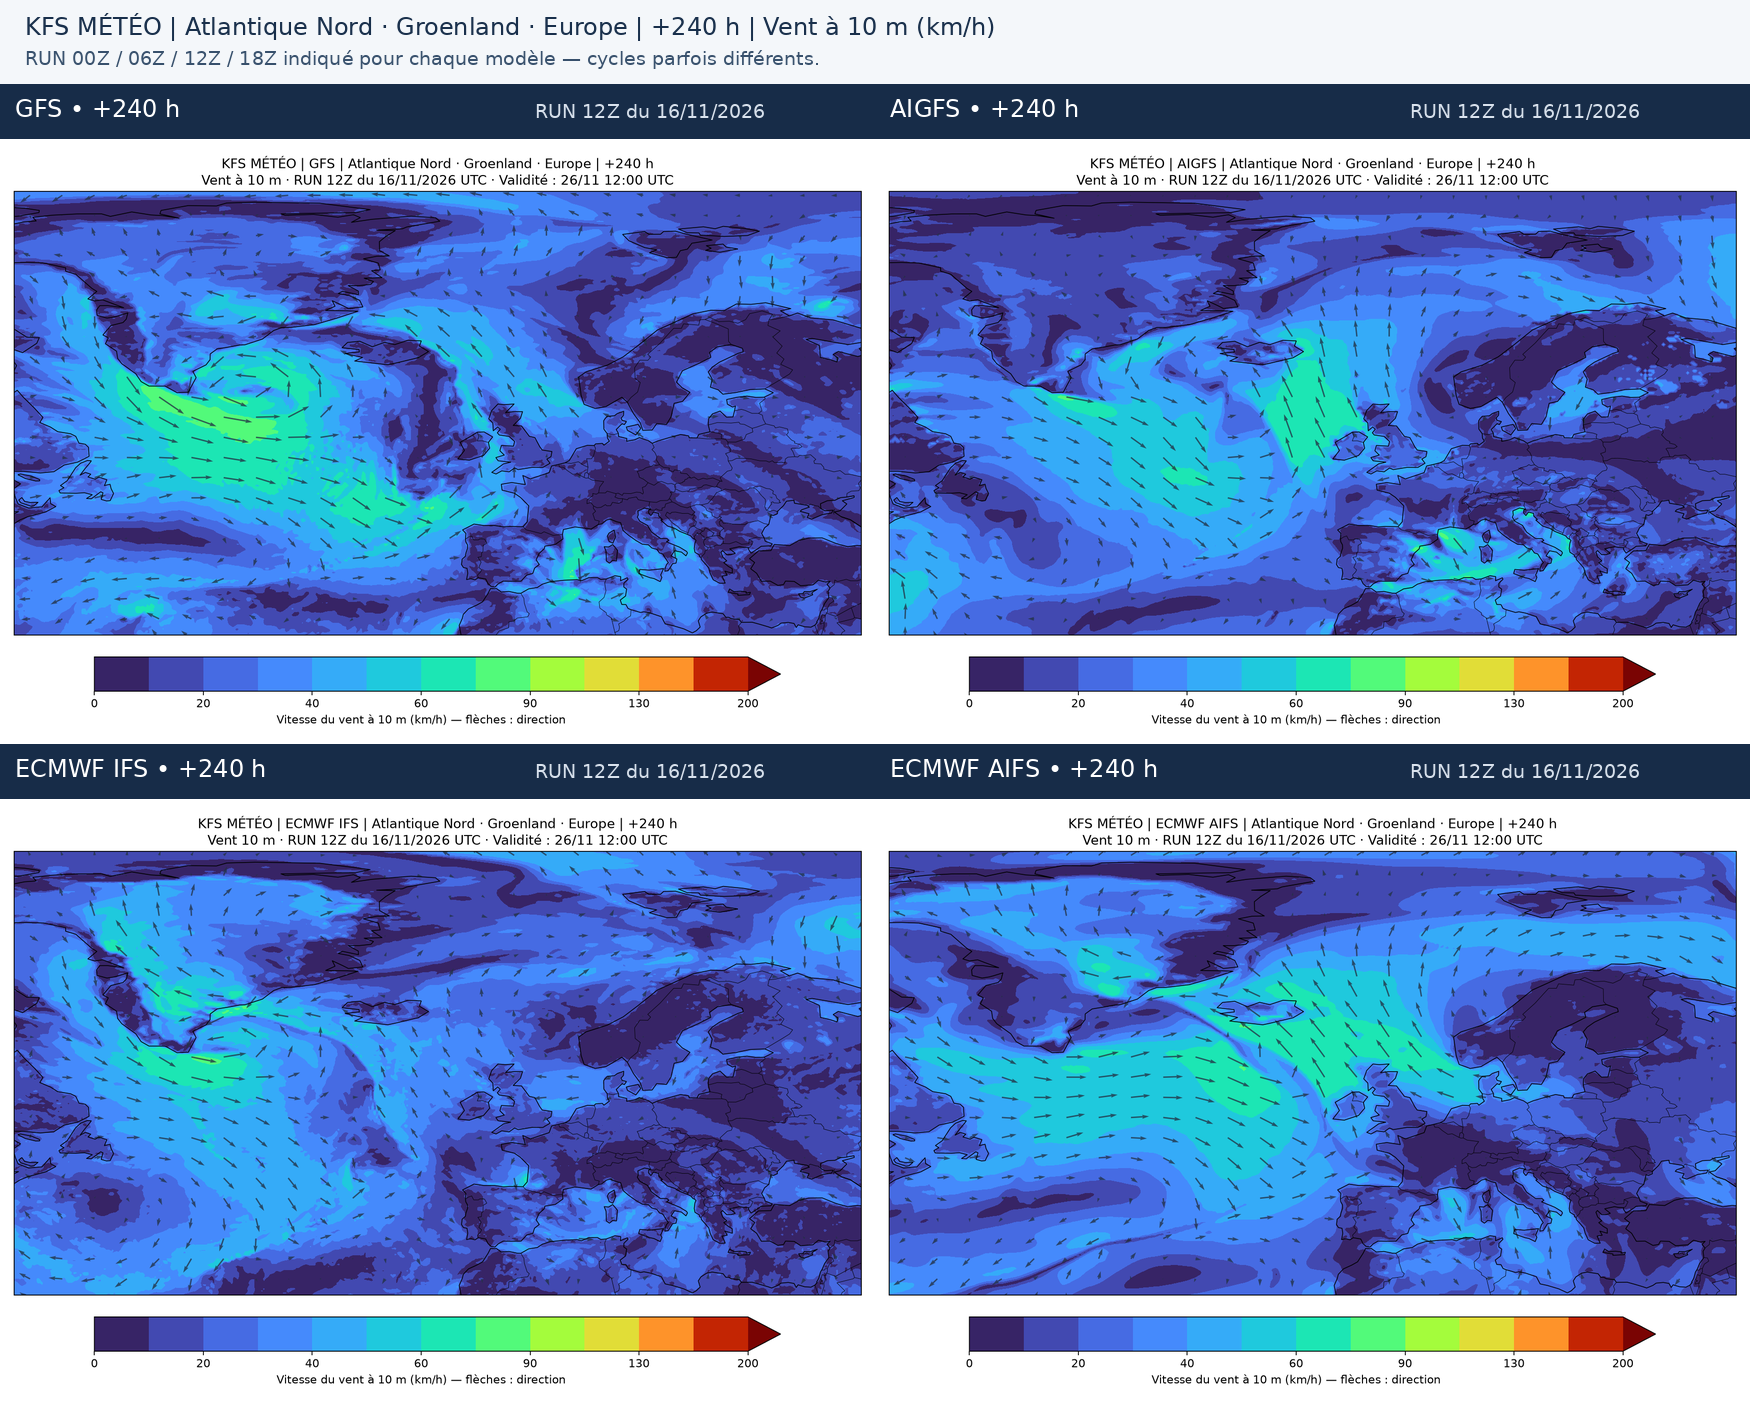 KFS MÉTÉO | Atlantique Nord · Groenland · Europe | +240 h | Vent à 10 m (km/h)
RUN 00Z / 06Z / 12Z / 18Z indiqué pour chaque modèle — cycles parfois différents.
GFS • +240 h RUN 12Z du 16/11/2026
KFS MÉTÉO | GFS | Atlantique Nord · Groenland · Europe | +240 h
Vent à 10 m · RUN 12Z du 16/11/2026 UTC · Validité : 26/11 12:00 UTC
0 20 40 60 90 130 200
Vitesse du vent à 10 m (km/h) — flèches : direction
AIGFS • +240 h RUN 12Z du 16/11/2026
KFS MÉTÉO | AIGFS | Atlantique Nord · Groenland · Europe | +240 h
Vent à 10 m · RUN 12Z du 16/11/2026 UTC · Validité : 26/11 12:00 UTC
0 20 40 60 90 130 200
Vitesse du vent à 10 m (km/h) — flèches : direction
ECMWF IFS • +240 h RUN 12Z du 16/11/2026
KFS MÉTÉO | ECMWF IFS | Atlantique Nord · Groenland · Europe | +240 h
Vent 10 m · RUN 12Z du 16/11/2026 UTC · Validité : 26/11 12:00 UTC
0 20 40 60 90 130 200
Vitesse du vent à 10 m (km/h) — flèches : direction
ECMWF AIFS • +240 h RUN 12Z du 16/11/2026
KFS MÉTÉO | ECMWF AIFS | Atlantique Nord · Groenland · Europe | +240 h
Vent 10 m · RUN 12Z du 16/11/2026 UTC · Validité : 26/11 12:00 UTC
0 20 40 60 90 130 200
Vitesse du vent à 10 m (km/h) — flèches : direction